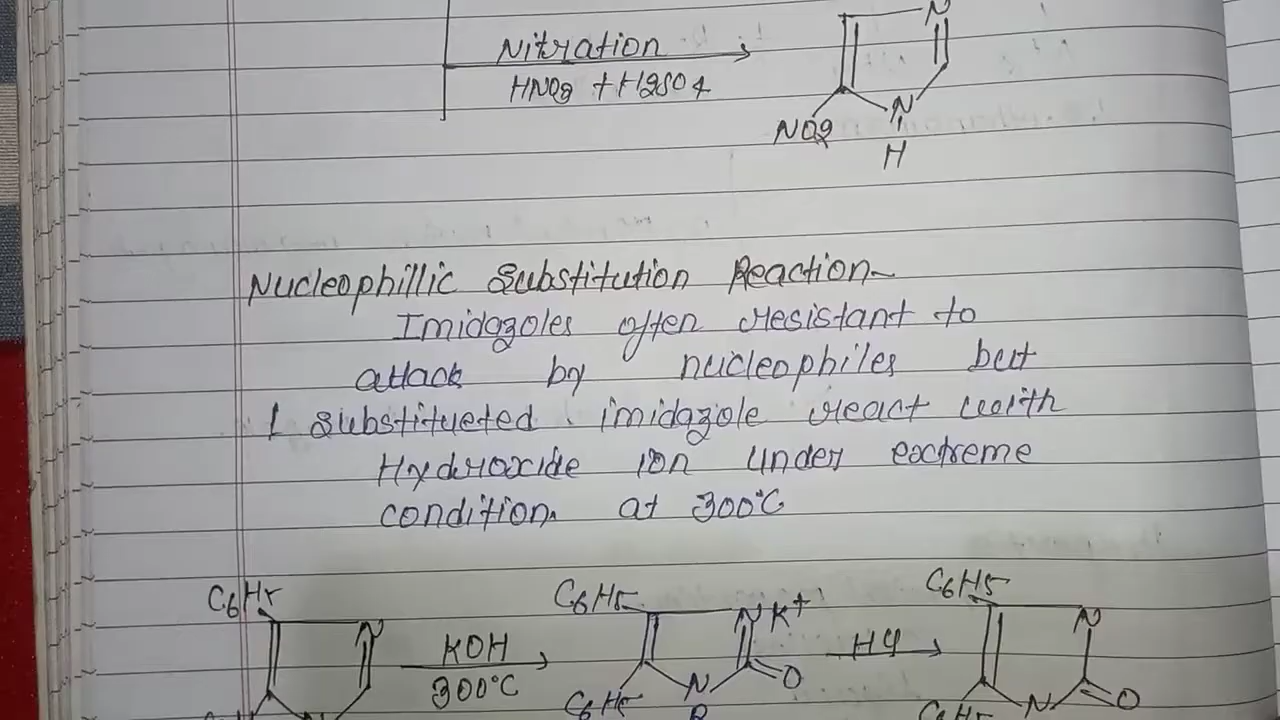 N
Nitration
HNO3 + H2SO4
N
NO2
H
Nucleophillic Substitution Reaction-
Imidazoles often resistant to
attack by nucleophiles but
1 Substitueted imidazole react with
Hydroxide ion under extreme
condition at 300°C
C6H5 C6H5 C6H5
N KOH N K+ HCl N
300°C O O
C6H5 N C6H5 N
R